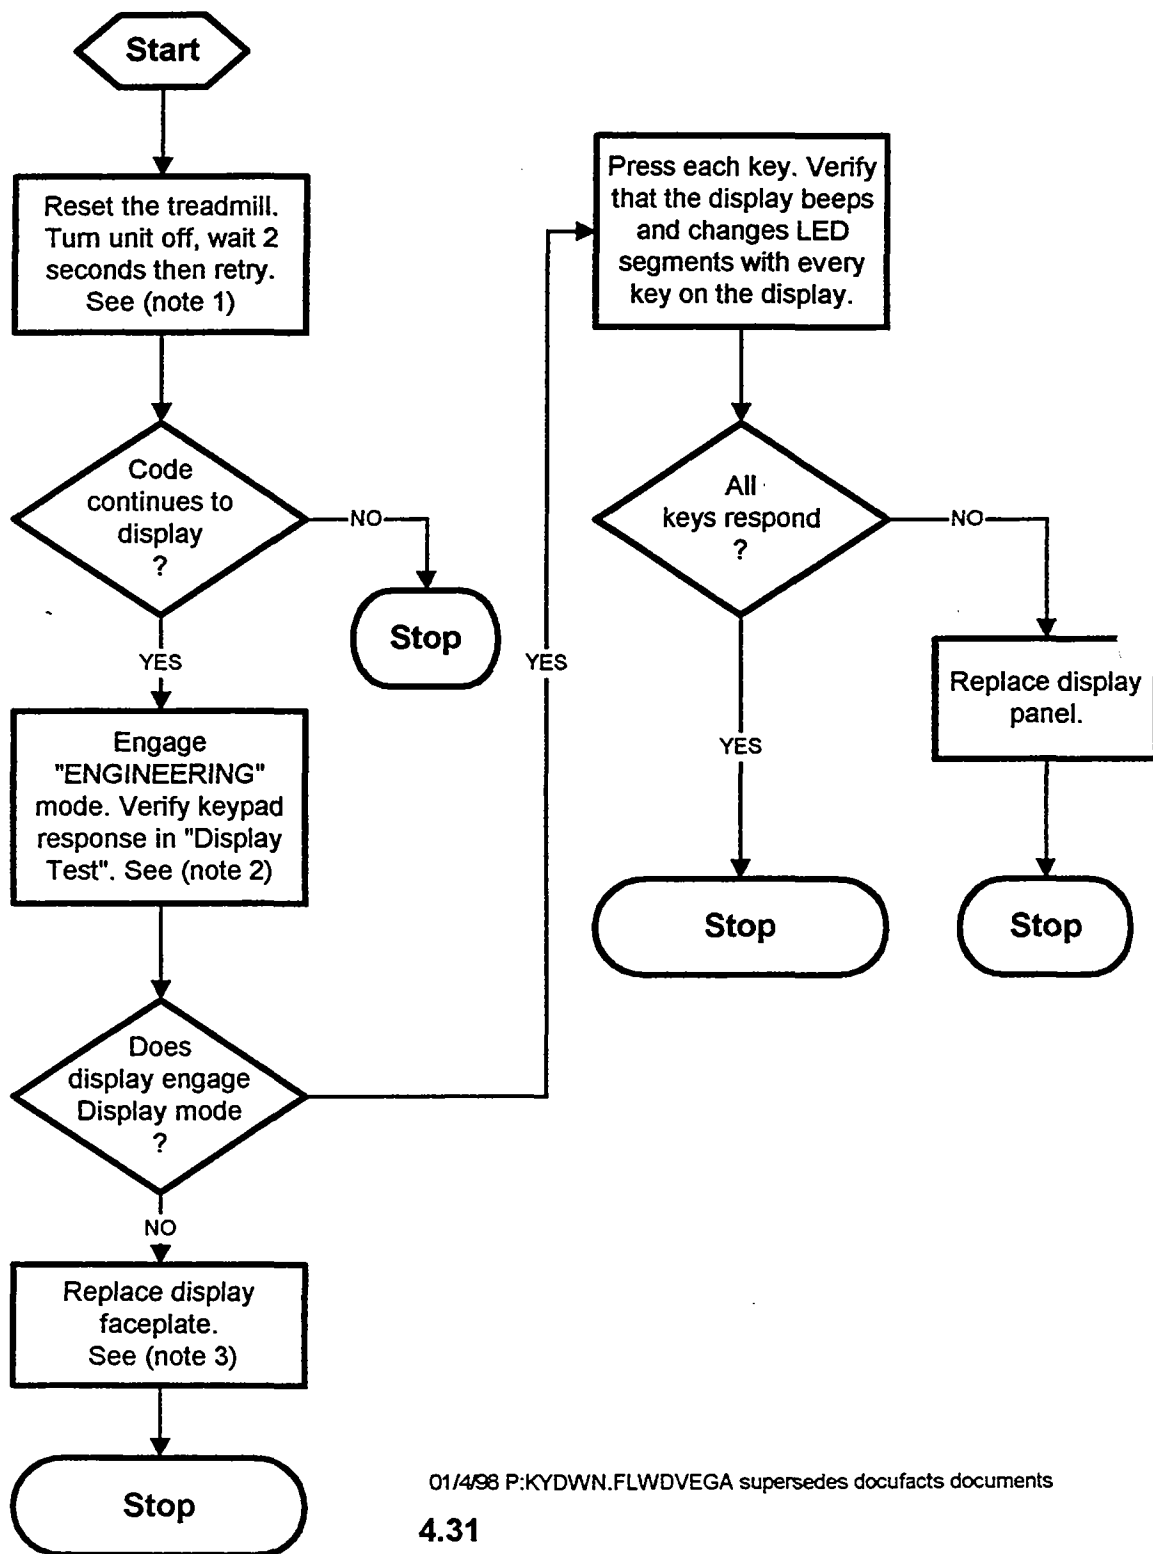 Start
Reset the treadmill.
Turn unit off, wait 2
seconds then retry.
See (note 1)
Code
continues to
display
?
NO
Stop
YES
Engage
"ENGINEERING"
mode. Verify keypad
response in "Display
Test". See (note 2)
Does
display engage
Display mode
?
YES
NO
Replace display
faceplate.
See (note 3)
Stop
Press each key. Verify
that the display beeps
and changes LED
segments with every
key on the display.
All
keys respond
?
NO
Replace display
panel.
Stop
YES
Stop
01/4/98 P:KYDWN.FLWDVEGA supersedes docufacts documents
4.31